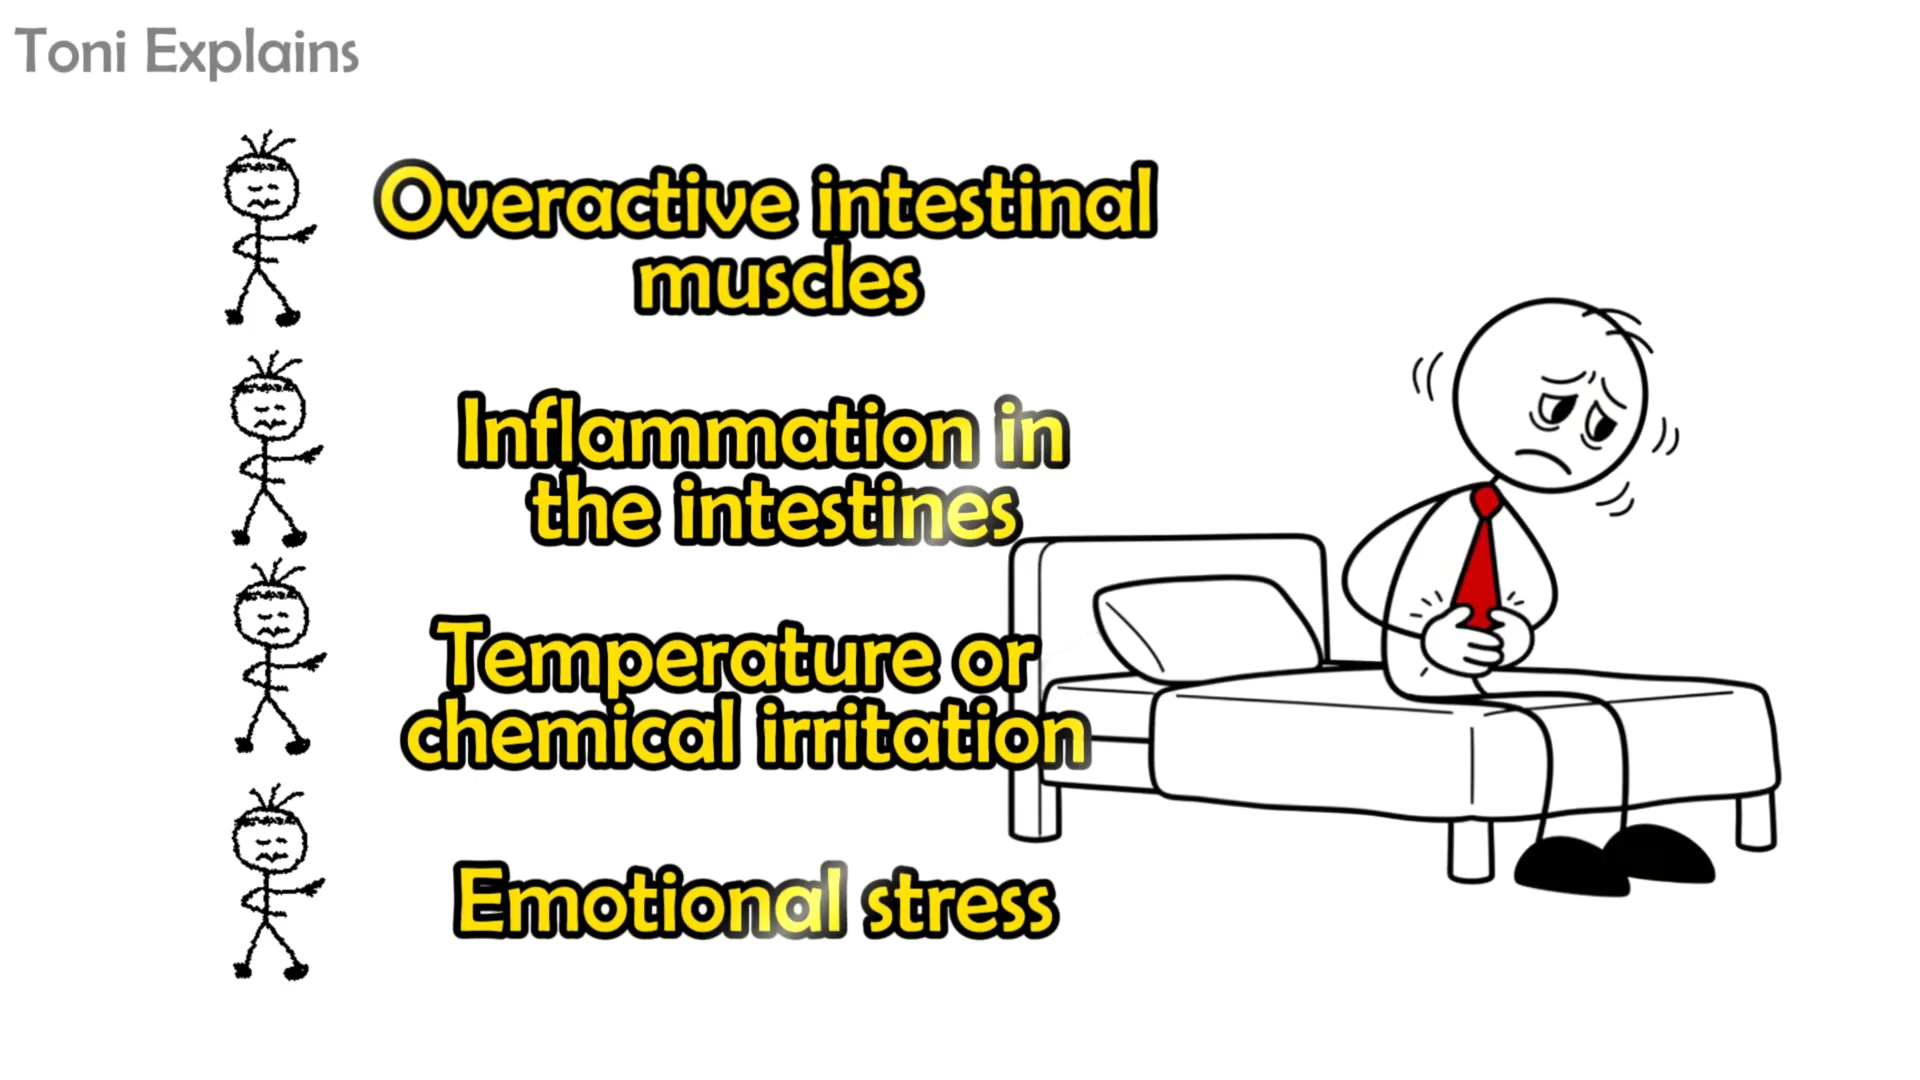 Toni Explains
Overactive intestinal
muscles
Inflammation in
the intestines
Temperature or
chemical irritation
Emotional stress